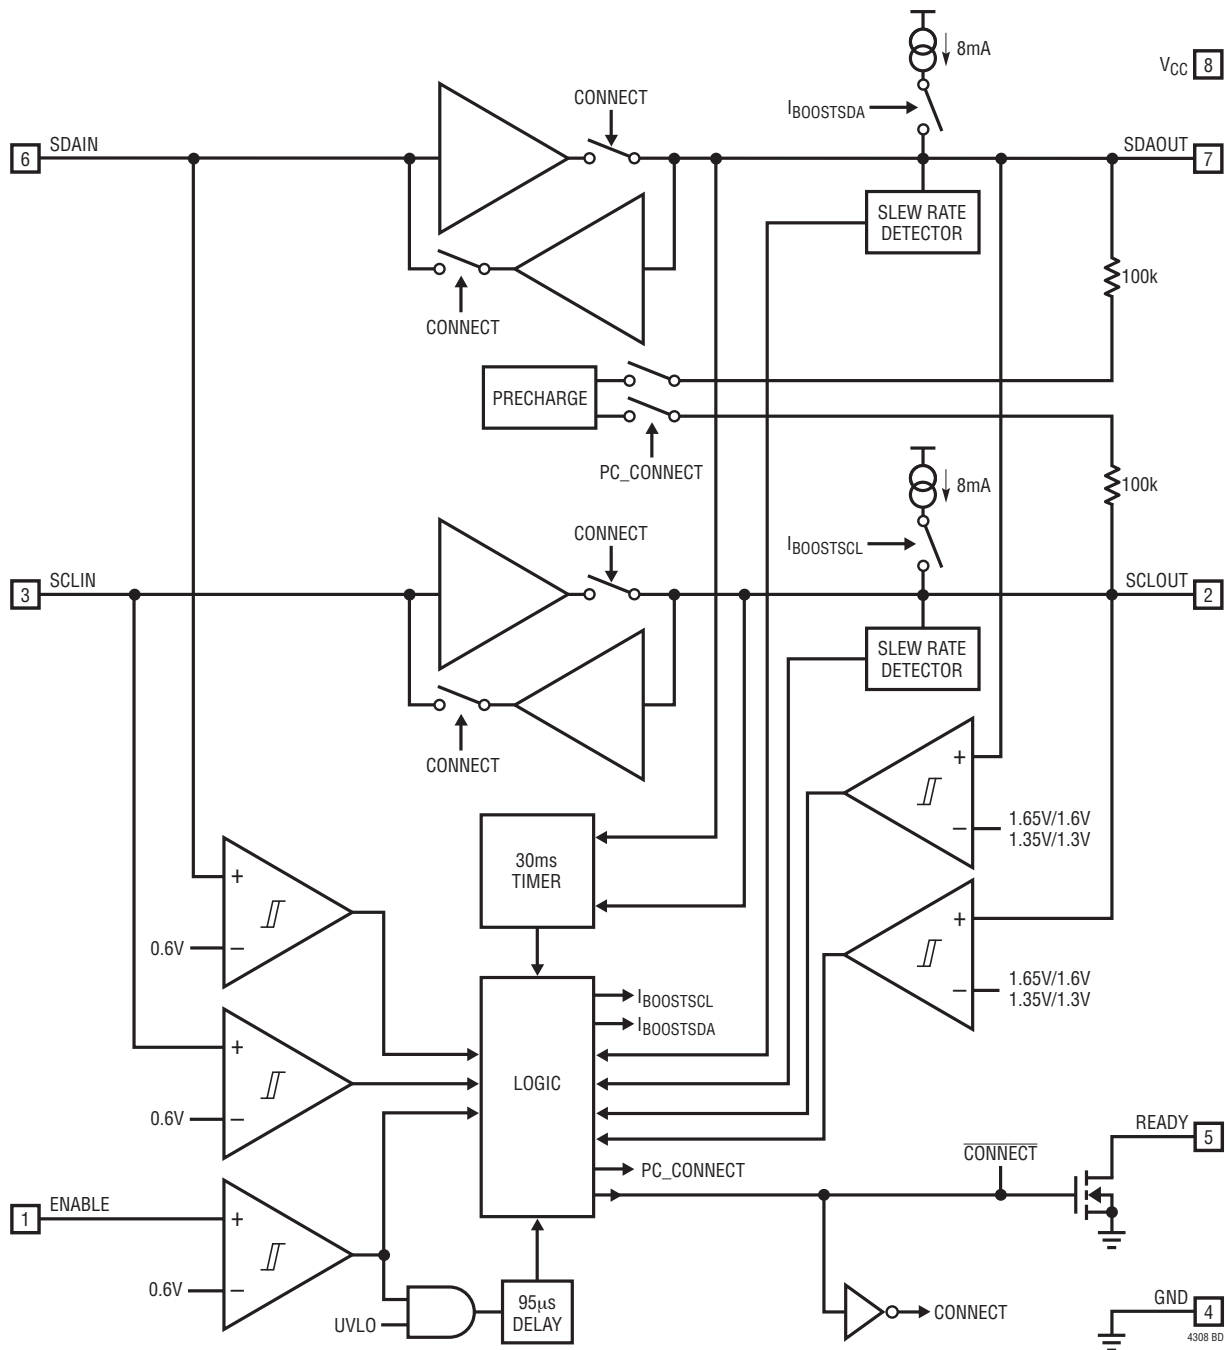 8mA
VCC 8
CONNECT
IBOOSTSDA
6 SDAIN
SDAOUT 7
SLEW RATE
DETECTOR
100k
CONNECT
PRECHARGE
PC_CONNECT
8mA
100k
CONNECT
IBOOSTSCL
3 SCLIN
SCLOUT 2
SLEW RATE
DETECTOR
CONNECT
+
1.65V/1.6V
− 1.35V/1.3V
30ms
TIMER
+
0.6V −
+
1.65V/1.6V
− 1.35V/1.3V
IBOOSTSCL
IBOOSTSDA
+
LOGIC
0.6V −
READY 5
CONNECT
PC_CONNECT
1 ENABLE
+
0.6V −
95µs
DELAY
UVLO
CONNECT
GND 4
4308 BD